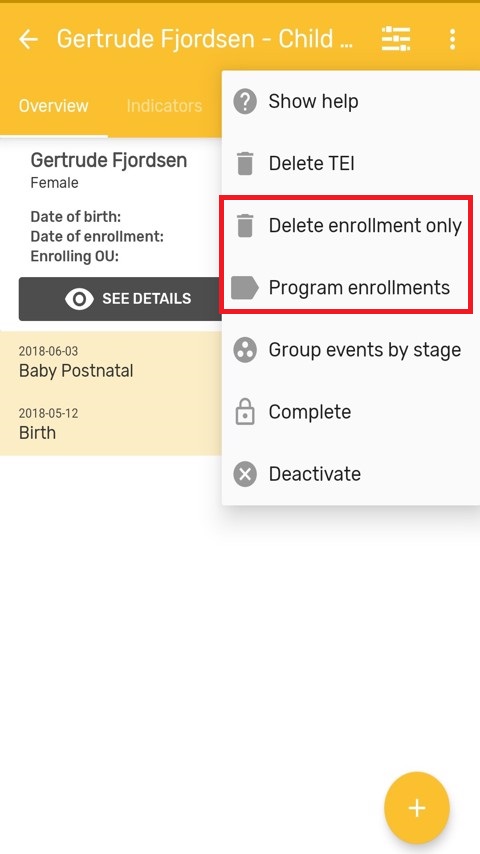 Gertrude Fjordsen - Child ...
Overview
Indicators
Gertrude Fjordsen
Female
Date of birth:
Date of enrollment:
Enrolling OU:
SEE DETAILS
2018-06-03
Baby Postnatal
2018-05-12
Birth
Show help
Delete TEI
Delete enrollment only
Program enrollments
Group events by stage
Complete
Deactivate